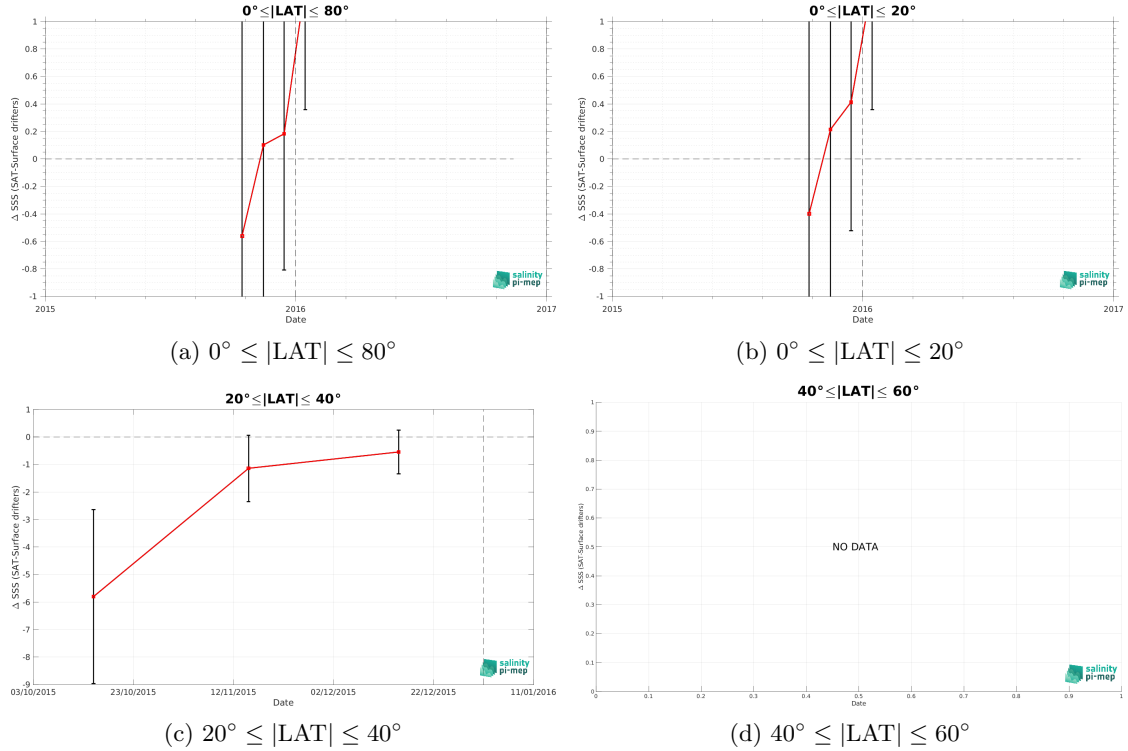 0°≤|LAT|≤ 80°
1
0.8
0.6
0.4
0.2
0
-0.2
-0.4
-0.6
-0.8
-1
Δ SSS (SAT-Surface drifters)
2015
2016
2017
Date
salinity
pi-mep
(a) 0° ≤ |LAT| ≤ 80°
0°≤|LAT|≤ 20°
1
0.8
0.6
0.4
0.2
0
-0.2
-0.4
-0.6
-0.8
-1
Δ SSS (SAT-Surface drifters)
2015
2016
2017
Date
salinity
pi-mep
(b) 0° ≤ |LAT| ≤ 20°
20°≤|LAT|≤ 40°
1
0
-1
-2
-3
-4
-5
-6
-7
-8
-9
Δ SSS (SAT-Surface drifters)
03/10/2015
23/10/2015
12/11/2015
02/12/2015
22/12/2015
11/01/2016
Date
salinity
pi-mep
(c) 20° ≤ |LAT| ≤ 40°
40°≤|LAT|≤ 60°
1
0.9
0.8
0.7
0.6
0.5
0.4
0.3
0.2
0.1
0
Δ SSS (SAT-Surface drifters)
NO DATA
0
0.1
0.2
0.3
0.4
0.5
0.6
0.7
0.8
0.9
1
Date
salinity
pi-mep
(d) 40° ≤ |LAT| ≤ 60°